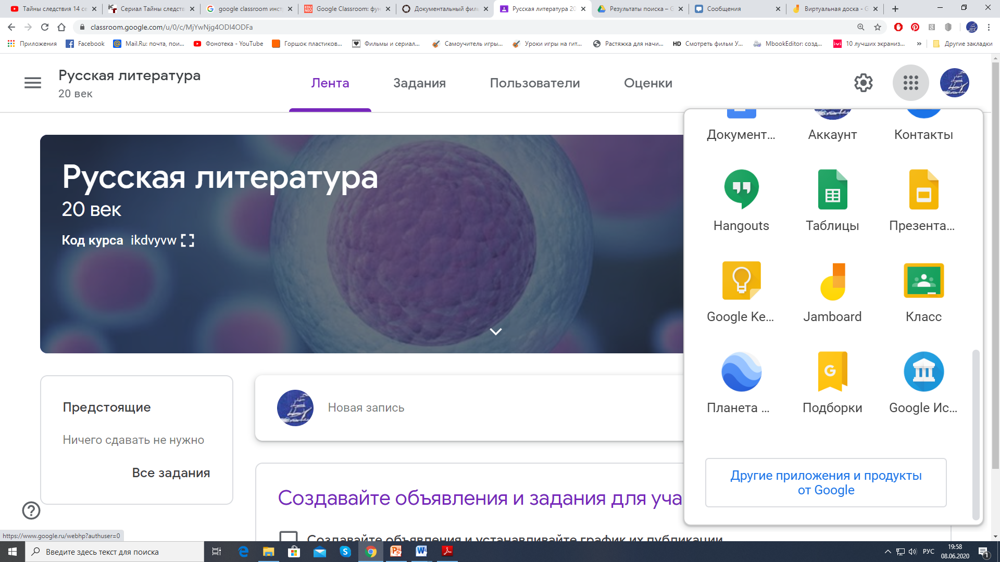 Тайны следствия 14 се
Сериал Тайны следств
google classroom инст
Google Classroom: фун
Документальный филь
Русская литература 20
Результаты поиска – G
Сообщения
Виртуальная доска - G
classroom.google.com/u/0/c/MjYwNjg4ODI4ODFa
Приложения
Facebook
Mail.Ru: почта, пои...
Фонотека - YouTube
Горшок пластиков...
Фильмы и сериал...
Самоучитель игры...
Уроки игры на гит...
Растяжка для начи...
HD Смотреть фильм У...
MbookEditor: созд...
ivi 10 лучших экраниз...
»
Другие закладки
Русская литература
20 век
Лента
Задания
Пользователи
Оценки
Русская литература
20 век
Код курса ikdvyvw
Документ...
Аккаунт
Контакты
Hangouts
Таблицы
Презента...
Google Ke...
Jamboard
Класс
Планета ...
Подборки
Google Ис...
Другие приложения и продукты
от Google
Предстоящие
Ничего сдавать не нужно
Все задания
Новая запись
Создавайте объявления и задания для уча
Создавайте объявления и устанавливайте график их публикации
https://www.google.ru/webhp?authuser=0
Введите здесь текст для поиска
РУС
19:58
08.06.2020
1